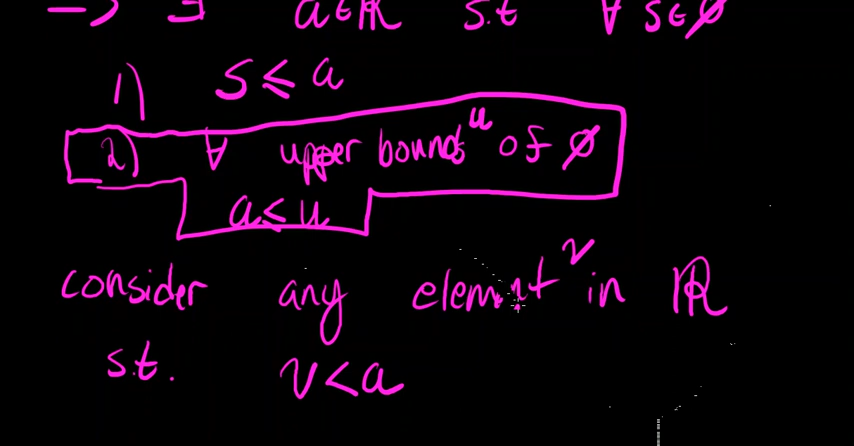 → ∃ a∈ℝ s.t ∀ s∈∅
1) s ≤ a
2) ∀ upper bounds u of ∅
a ≤ u
consider any element v in ℝ
s.t. v < a